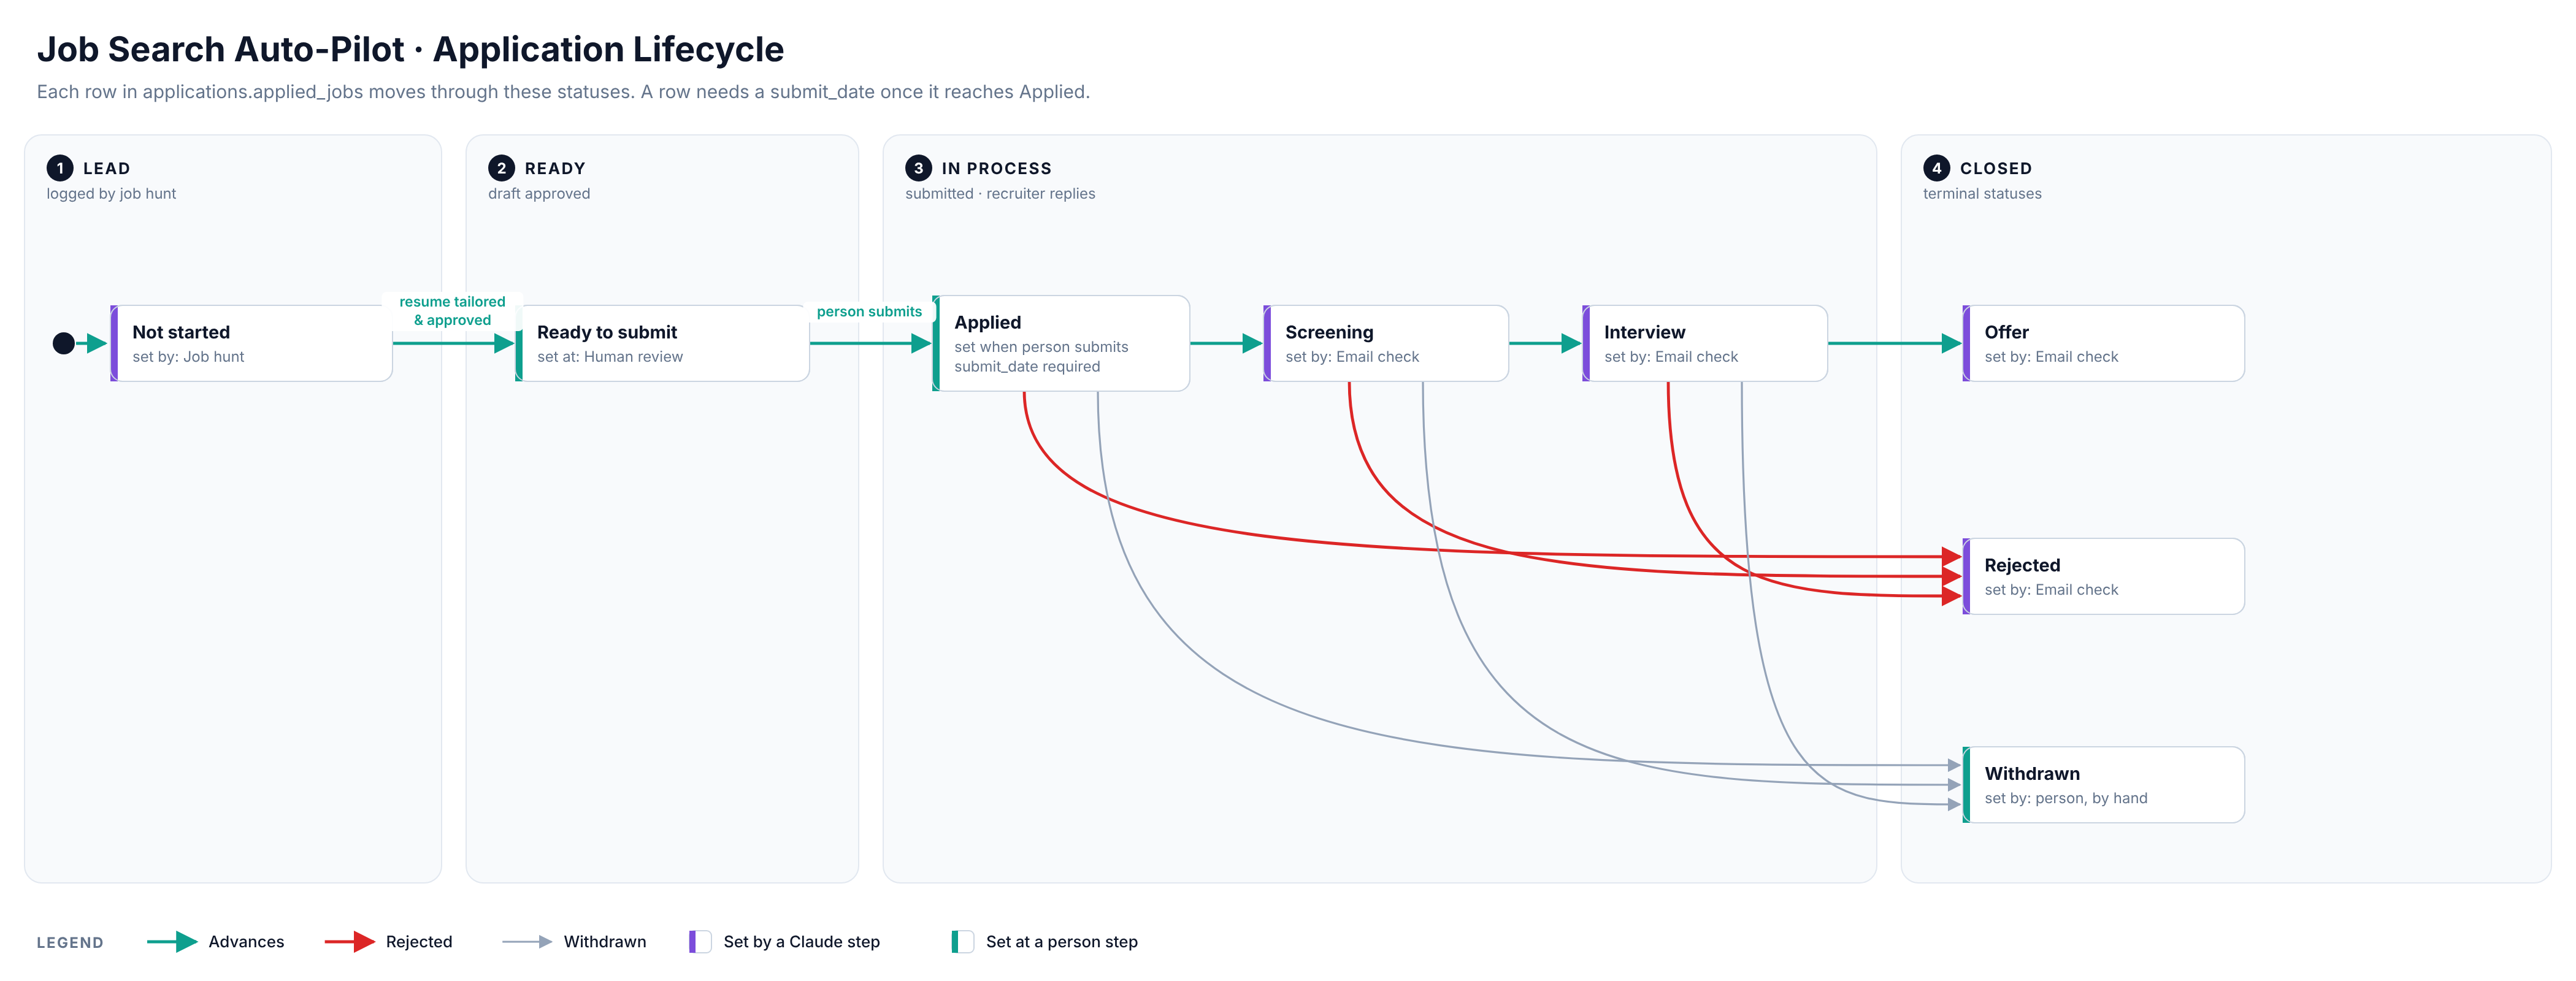 Job Search Auto-Pilot · Application Lifecycle
Each row in applications.applied_jobs moves through these statuses. A row needs a submit_date once it reaches Applied.
1 LEAD
logged by job hunt
2 READY
draft approved
3 IN PROCESS
submitted · recruiter replies
4 CLOSED
terminal statuses
Not started
set by: Job hunt
resume tailored
& approved
Ready to submit
set at: Human review
person submits
Applied
set when person submits
submit_date required
Screening
set by: Email check
Interview
set by: Email check
Offer
set by: Email check
Rejected
set by: Email check
Withdrawn
set by: person, by hand
LEGEND
Advances
Rejected
Withdrawn
Set by a Claude step
Set at a person step